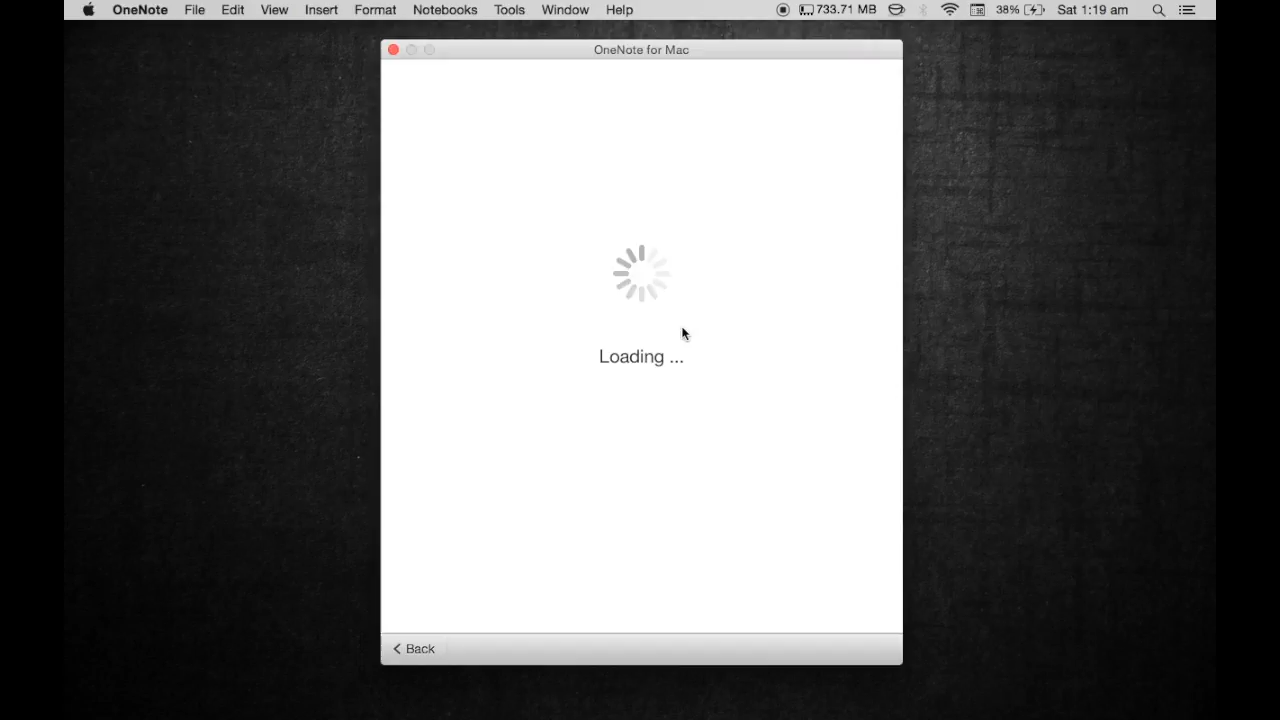 OneNote File Edit View Insert Format Notebooks Tools Window Help 733.71 MB 38% Sat 1:19 am
OneNote for Mac
Loading ...
Back